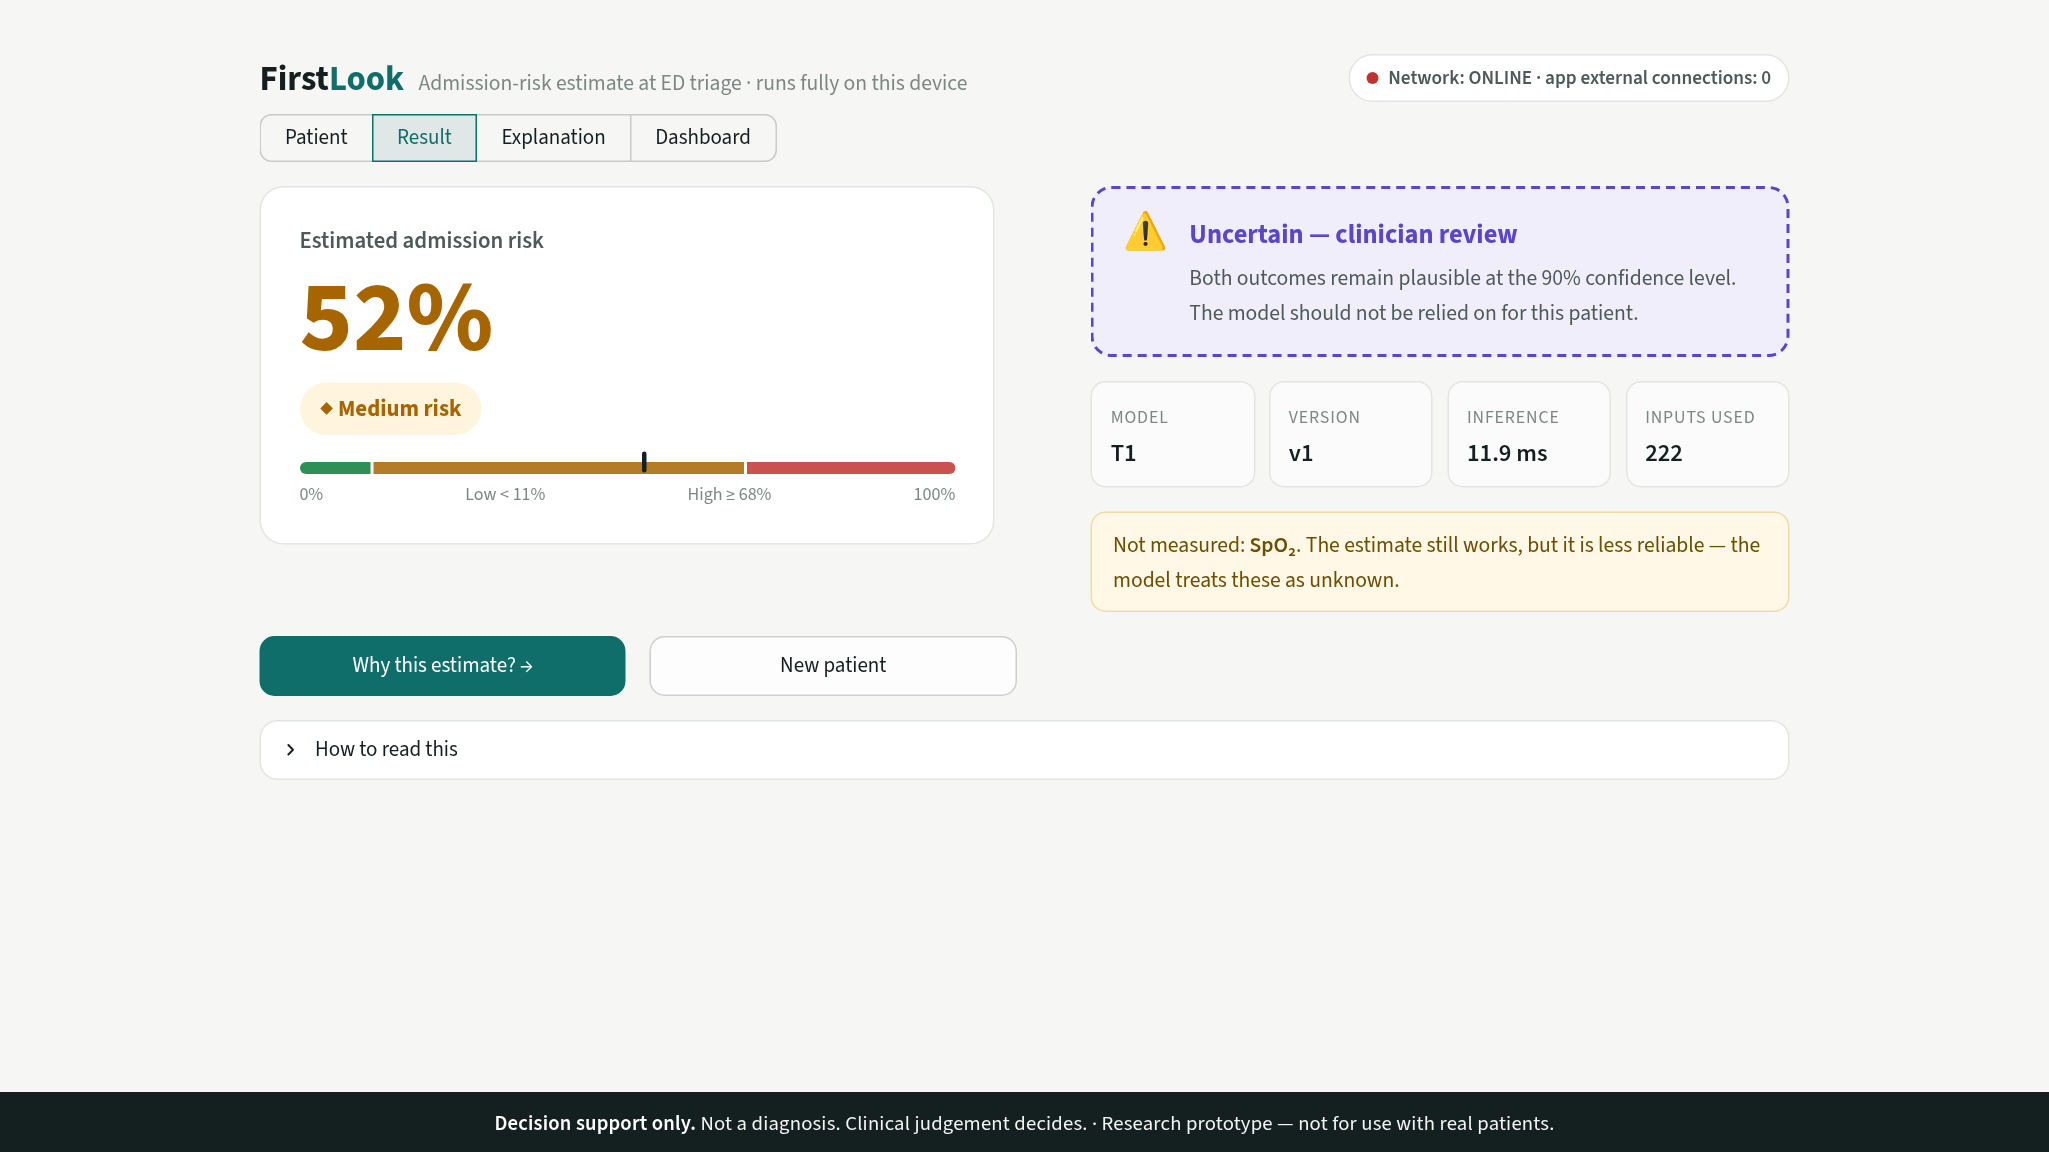 FirstLook Admission-risk estimate at ED triage · runs fully on this device
Network: ONLINE · app external connections: 0
Patient Result Explanation Dashboard
Estimated admission risk
52%
◆ Medium risk
0% Low < 11% High ≥ 68% 100%
Uncertain — clinician review
Both outcomes remain plausible at the 90% confidence level.
The model should not be relied on for this patient.
MODEL
T1
VERSION
v1
INFERENCE
11.9 ms
INPUTS USED
222
Not measured: SpO₂. The estimate still works, but it is less reliable — the
model treats these as unknown.
Why this estimate? →
New patient
How to read this
Decision support only. Not a diagnosis. Clinical judgement decides. · Research prototype — not for use with real patients.